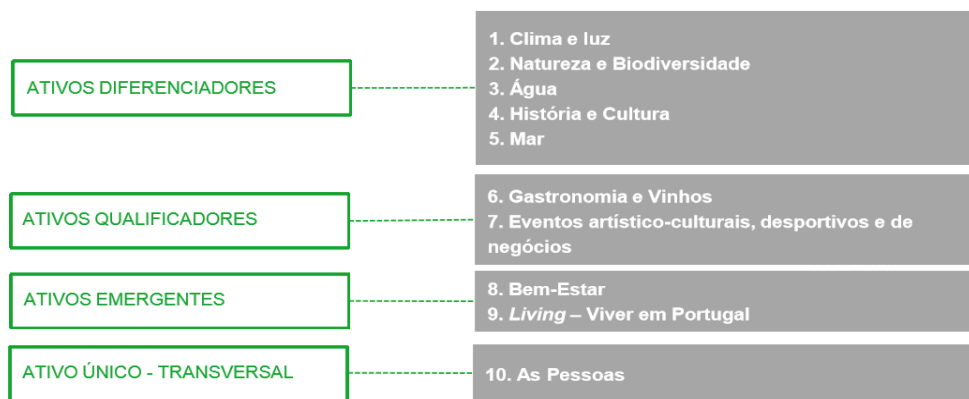 ATIVOS DIFERENCIADORES
1. Clima e luz
2. Natureza e Biodiversidade
3. Água
4. História e Cultura
5. Mar
ATIVOS QUALIFICADORES
6. Gastronomia e Vinhos
7. Eventos artístico-culturais, desportivos e de
negócios
ATIVOS EMERGENTES
8. Bem-Estar
9. Living – Viver em Portugal
ATIVO ÚNICO - TRANSVERSAL
10. As Pessoas